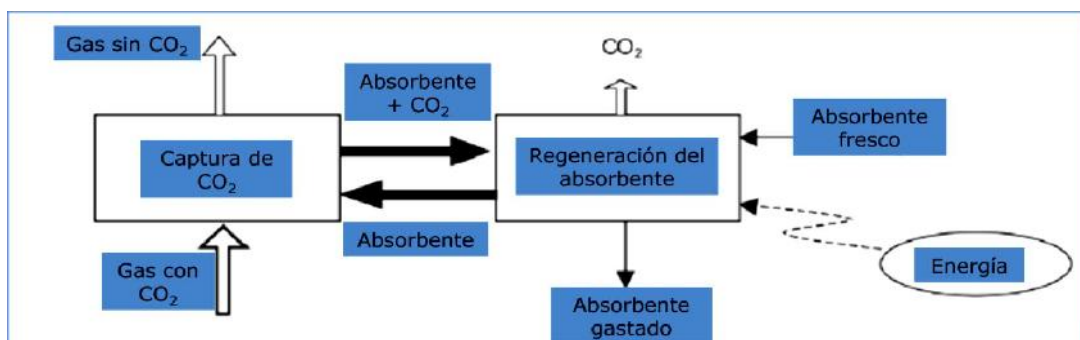 Gas sin CO₂
CO₂
Absorbente
+ CO₂
Absorbente
fresco
Captura de
CO₂
Regeneración del
absorbente
Absorbente
Gas con
CO₂
Energía
Absorbente
gastado